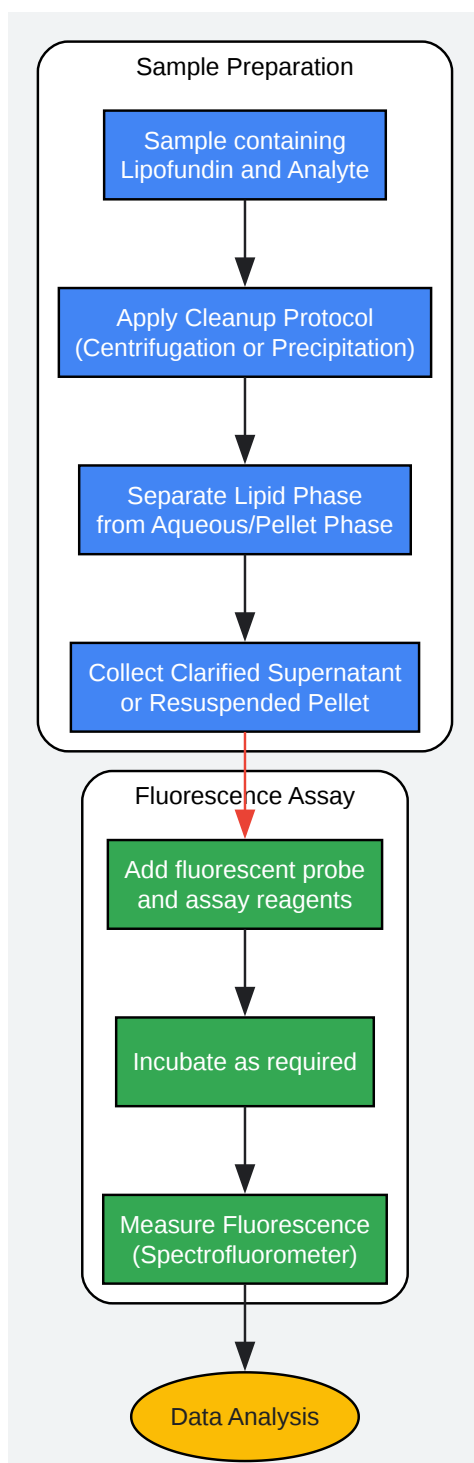 Sample Preparation
Sample containing
Lipofundin and Analyte
Apply Cleanup Protocol
(Centrifugation or Precipitation)
Separate Lipid Phase
from Aqueous/Pellet Phase
Collect Clarified Supernatant
or Resuspended Pellet
Fluorescence Assay
Add fluorescent probe
and assay reagents
Incubate as required
Measure Fluorescence
(Spectrofluorometer)
Data Analysis